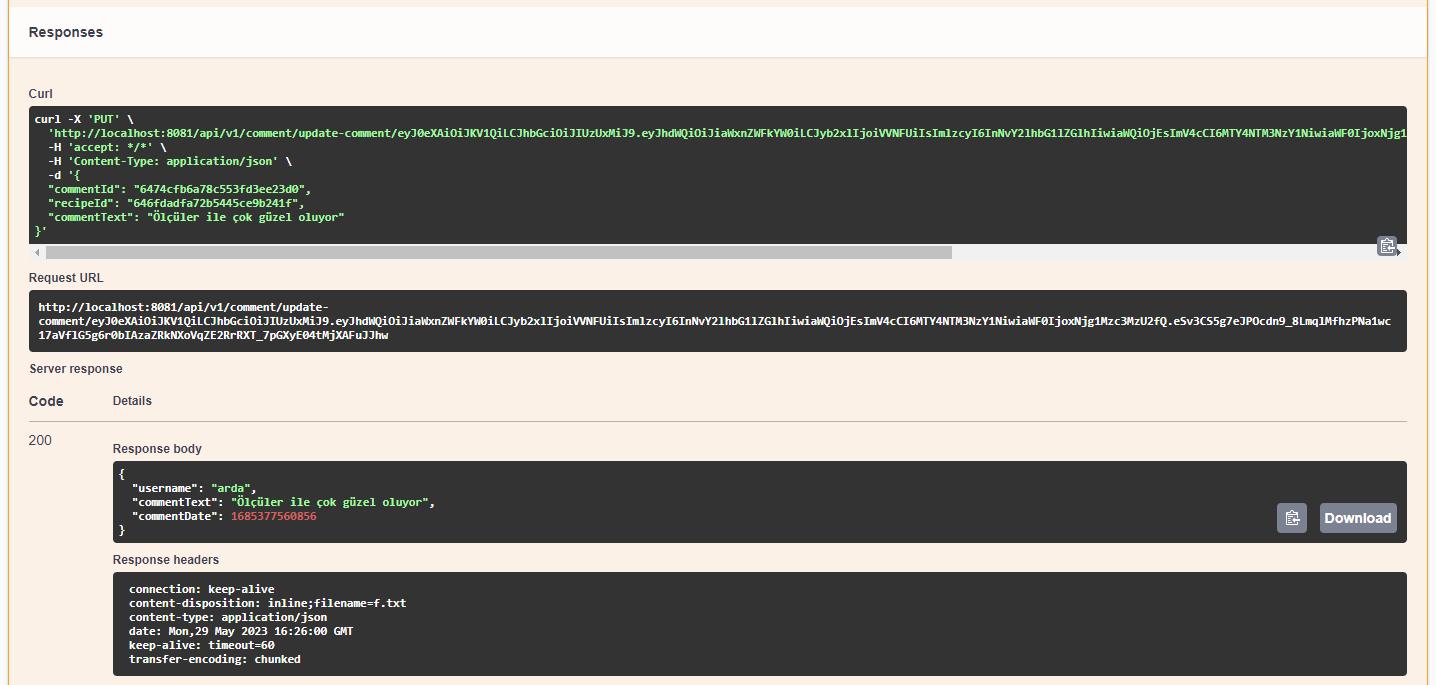 Responses
Curl
curl -X 'PUT' \
'http://localhost:8081/api/v1/comment/update-comment/eyJ0eXAiOiJKV1QiLCJhbGciOiJIUzUxMiJ9.eyJhdWQiOiJiaWxnZWFkYW0iLCJyb2xlIjoiVVNFUiIsImlzcyI6InNvY2lhbG1lZGlhIiwiaWQiOjEsImV4cCI6MTY4NTM3NzY1NiwiaWF0IjoxNjg1
-H 'accept: */*' \
-H 'Content-Type: application/json' \
-d '{
"commentId": "6474cfb6a78c553fd3ee23d0",
"recipeId": "646fdadfa72b5445ce9b241f",
"commentText": "Ölçüler ile çok güzel oluyor"
}'
Request URL
http://localhost:8081/api/v1/comment/update-
comment/eyJ0eXAiOiJKV1QiLCJhbGciOiJIUzUxMiJ9.eyJhdWQiOiJiaWxnZWFkYW0iLCJyb2xlIjoiVVNFUiIsImlzcyI6InNvY2lhbG1lZGlhIiwiaWQiOjEsImV4cCI6MTY4NTM3NzY1NiwiaWF0IjoxNjg1Mzc3MzU2fQ.eSv3CS5g7eJPOcdn9_8LmqlMfhzPNa1wc
17aVflG5g6r0bIAzaZRkNXoVqZE2RrRXT_7pGXyE04tMjXAFuJJhw
Server response
Code Details
200
Response body
{
"username": "arda",
"commentText": "Ölçüler ile çok güzel oluyor",
"commentDate": 1685377560856
}
Download
Response headers
connection: keep-alive
content-disposition: inline;filename=f.txt
content-type: application/json
date: Mon,29 May 2023 16:26:00 GMT
keep-alive: timeout=60
transfer-encoding: chunked